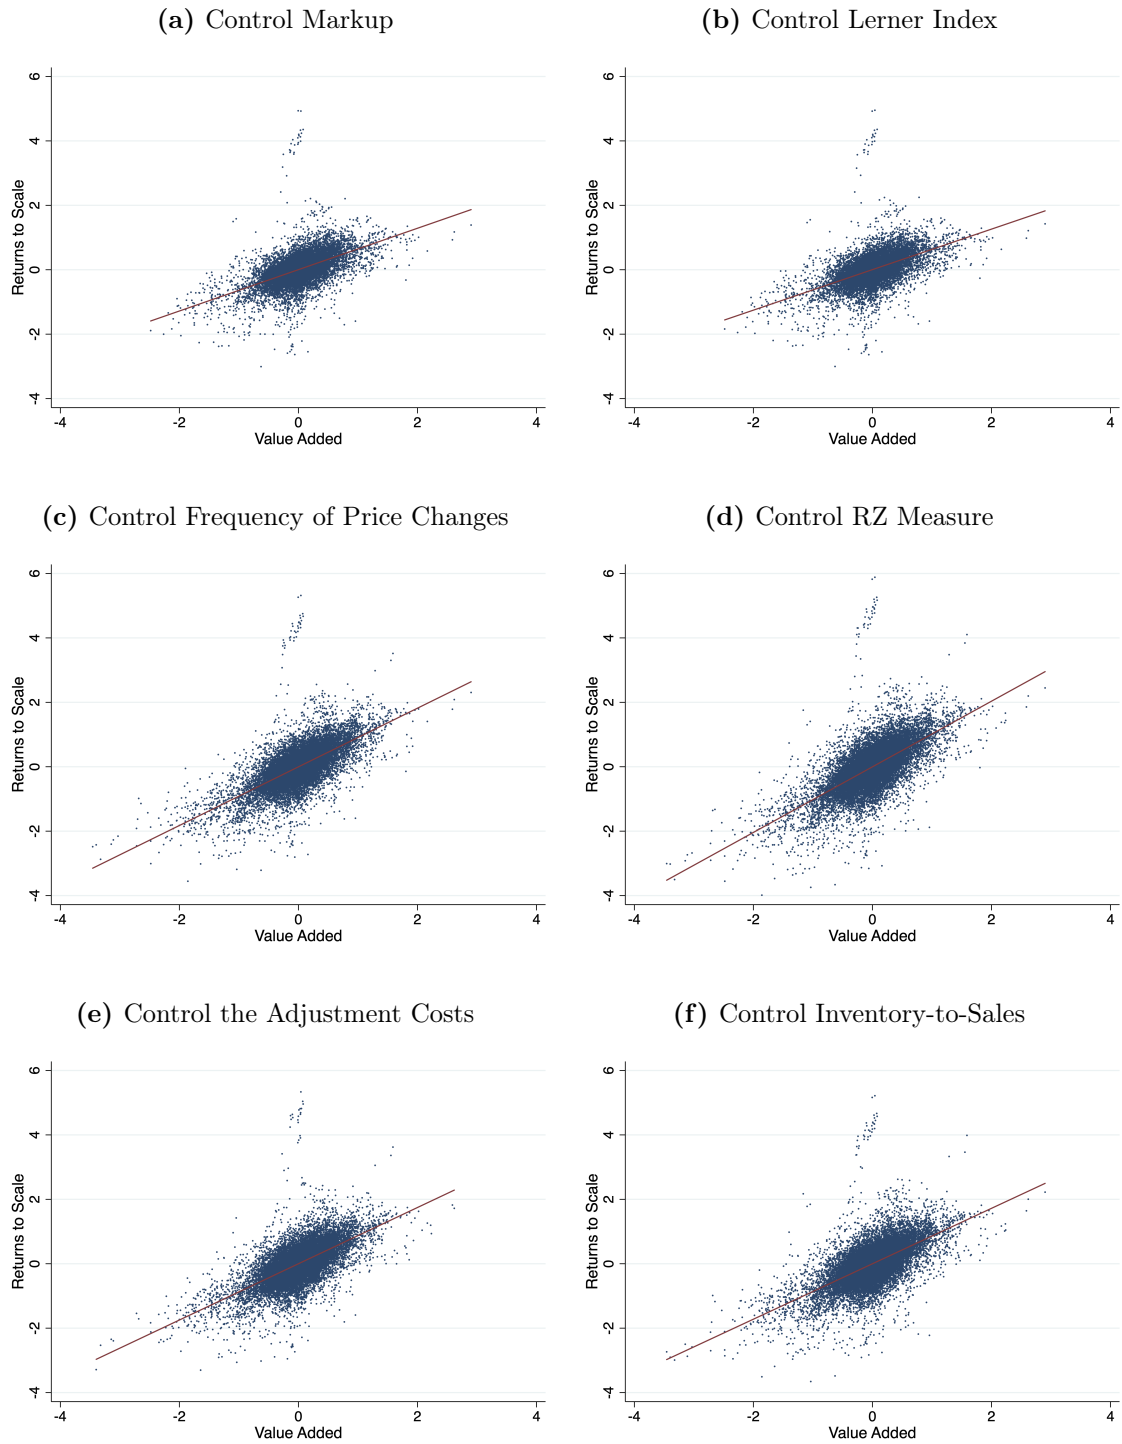 (a) Control Markup
(b) Control Lerner Index
6
4
2
0
-2
-4
Returns to Scale
-4 -2 0 2 4
Value Added
6
4
2
0
-2
-4
Returns to Scale
-4 -2 0 2 4
Value Added
(c) Control Frequency of Price Changes
(d) Control RZ Measure
6
4
2
0
-2
-4
Returns to Scale
-4 -2 0 2 4
Value Added
6
4
2
0
-2
-4
Returns to Scale
-4 -2 0 2 4
Value Added
(e) Control the Adjustment Costs
(f) Control Inventory-to-Sales
6
4
2
0
-2
-4
Returns to Scale
-4 -2 0 2 4
Value Added
6
4
2
0
-2
-4
Returns to Scale
-4 -2 0 2 4
Value Added